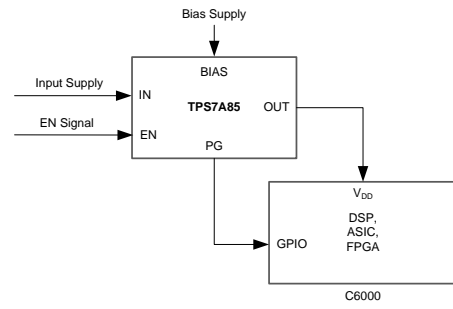 Bias Supply
BIAS
Input Supply
IN
TPS7A85
OUT
EN Signal
EN
PG
VDD
DSP,
ASIC,
FPGA
GPIO
C6000